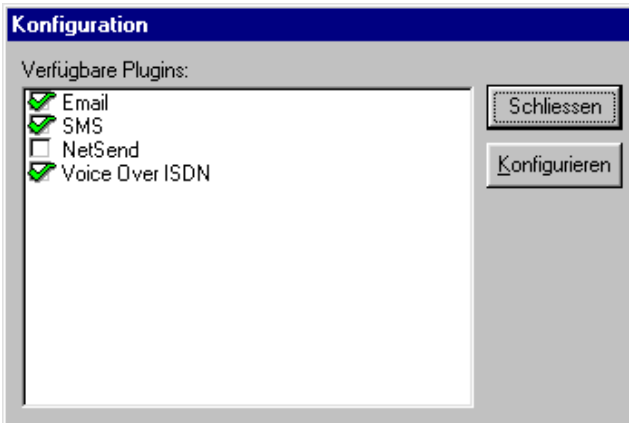 Konfiguration
Verfügbare Plugins:
Email
SMS
NetSend
Voice Over ISDN
Schliessen
Konfigurieren